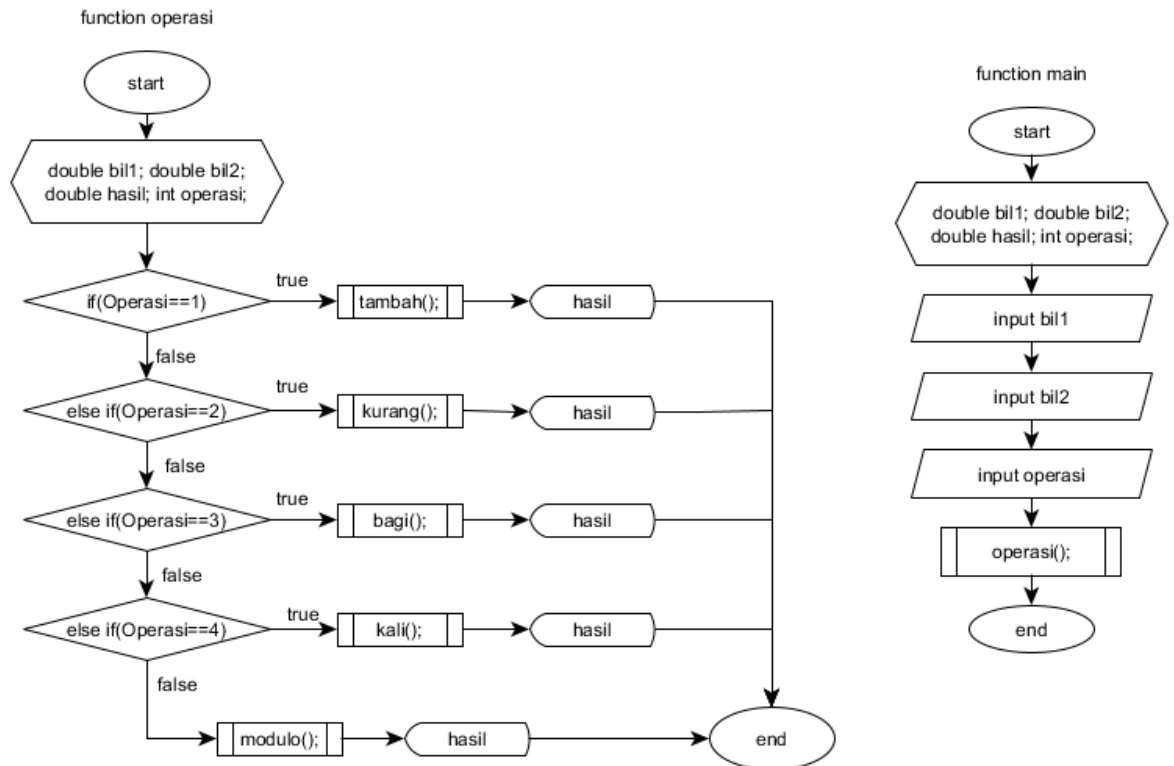 function operasi
start
double bil1; double bil2;
double hasil; int operasi;
if(Operasi==1)
true
tambah();
hasil
false
else if(Operasi==2)
true
kurang();
hasil
false
else if(Operasi==3)
true
bagi();
hasil
false
else if(Operasi==4)
true
kali();
hasil
false
modulo();
hasil
end
function main
start
double bil1; double bil2;
double hasil; int operasi;
input bil1
input bil2
input operasi
operasi();
end